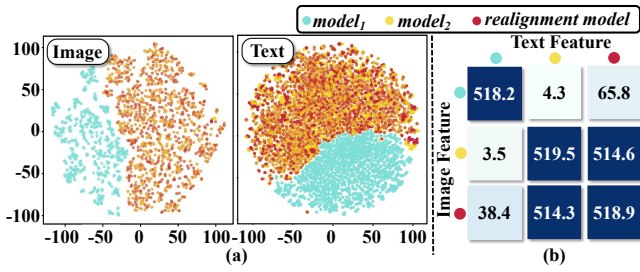 model₁ model₂ realignment model
Image
Text
100
50
0
-50
-100
-100 -50 0 50 100
-100 -50 0 50 100
(a)
Text Feature
Image Feature
518.2 4.3 65.8
3.5 519.5 514.6
38.4 514.3 518.9
(b)